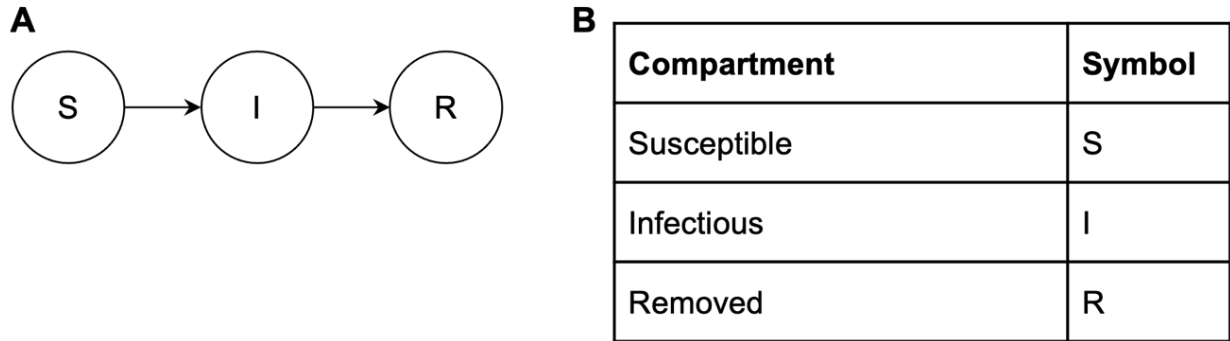 A
S I R
B
Compartment Symbol
Susceptible S
Infectious I
Removed R